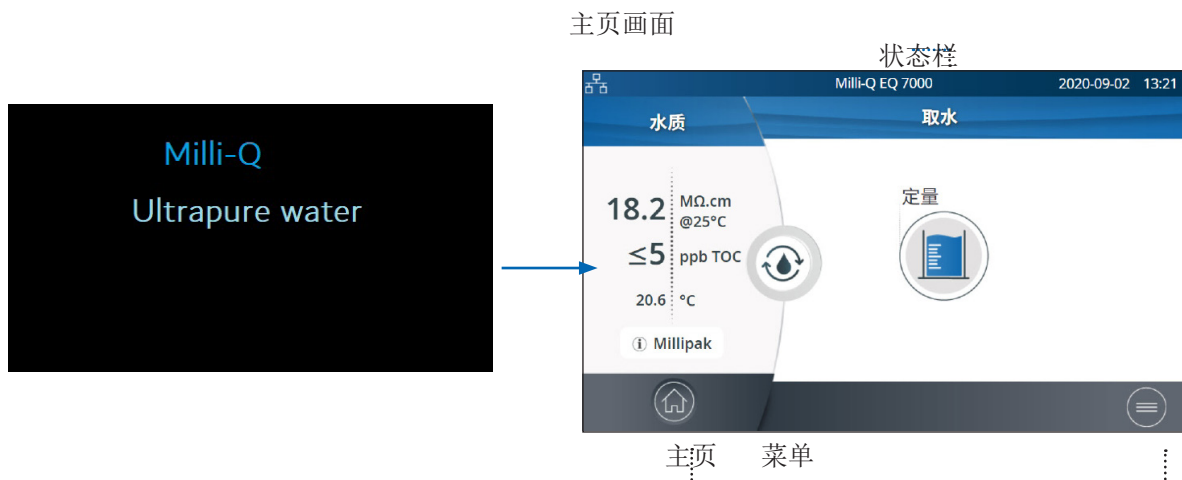 主页画面
状态栏
Milli-Q
Ultrapure water
Milli-Q EQ 7000
2020-09-02 13:21
水质
取水
18.2 MΩ.cm @25°C
≤5 ppb TOC
20.6 °C
Millipak
定量
主页 菜单